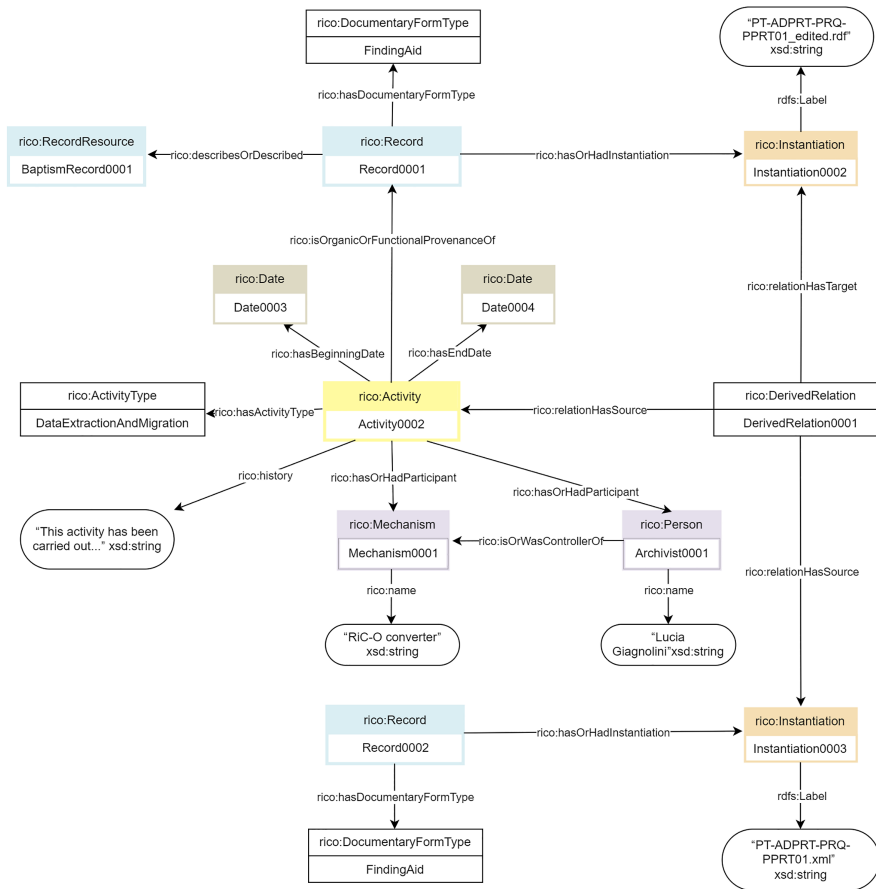 rico:DocumentaryFormType
FindingAid
“PT-ADPRT-PRQ-
PPRT01_edited.rdf”
xsd:string
rico:hasDocumentaryFormType
rdfs:Label
rico:RecordResource
BaptismRecord0001
rico:describesOrDescribed
rico:Record
Record0001
rico:hasOrHadInstantiation
rico:Instantiation
Instantiation0002
rico:isOrganicOrFunctionalProvenanceOf
rico:Date
Date0003
rico:Date
Date0004
rico:relationHasTarget
rico:hasBeginningDate
rico:hasEndDate
rico:ActivityType
DataExtractionAndMigration
rico:hasActivityType
rico:Activity
Activity0002
rico:relationHasSource
rico:DerivedRelation
DerivedRelation0001
rico:history
rico:hasOrHadParticipant
rico:hasOrHadParticipant
“This activity has been
carried out...” xsd:string
rico:Mechanism
Mechanism0001
rico:isOrWasControllerOf
rico:Person
Archivist0001
rico:relationHasSource
rico:name
rico:name
“RiC-O converter”
xsd:string
“Lucia
Giagnolini”xsd:string
rico:Record
Record0002
rico:hasOrHadInstantiation
rico:Instantiation
Instantiation0003
rico:hasDocumentaryFormType
rdfs:Label
rico:DocumentaryFormType
FindingAid
“PT-ADPRT-PRQ-
PPRT01.xml”
xsd:string